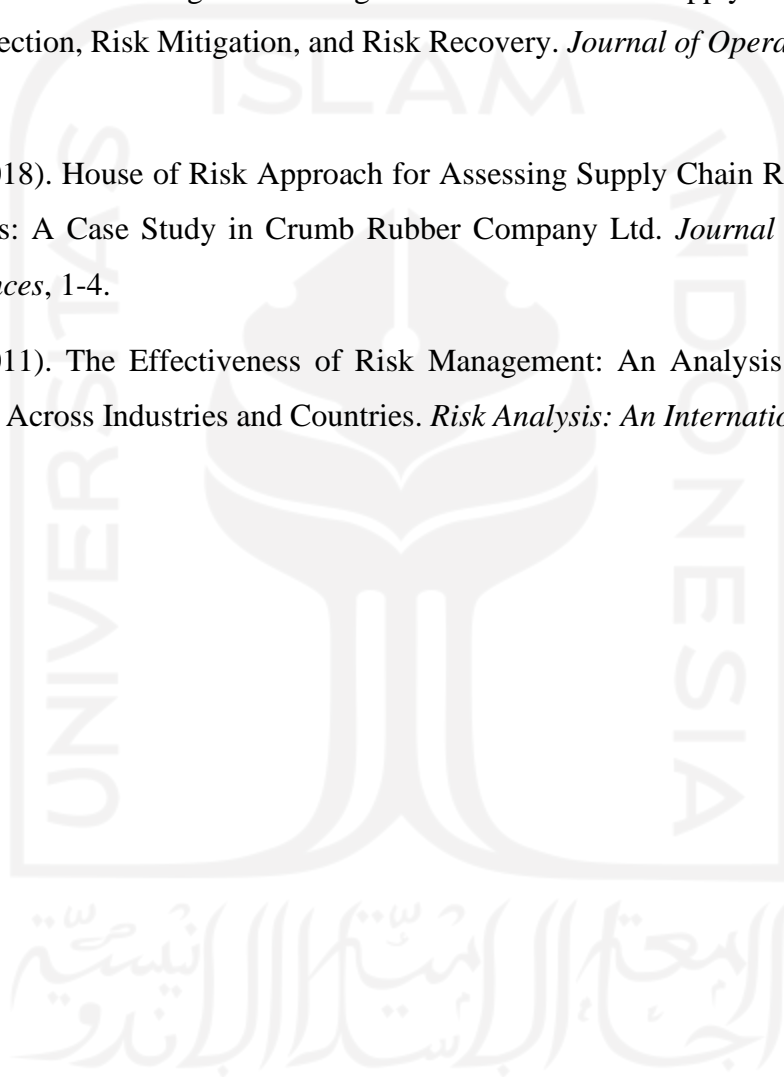 ection, Risk Mitigation, and Risk Recovery. Journal of Opera
ISLAM
018). House of Risk Approach for Assessing Supply Chain R
s: A Case Study in Crumb Rubber Company Ltd. Journal
nces, 1-4.
011). The Effectiveness of Risk Management: An Analysis
Across Industries and Countries. Risk Analysis: An Internatio
UNIVERSITAS
INDONESIA